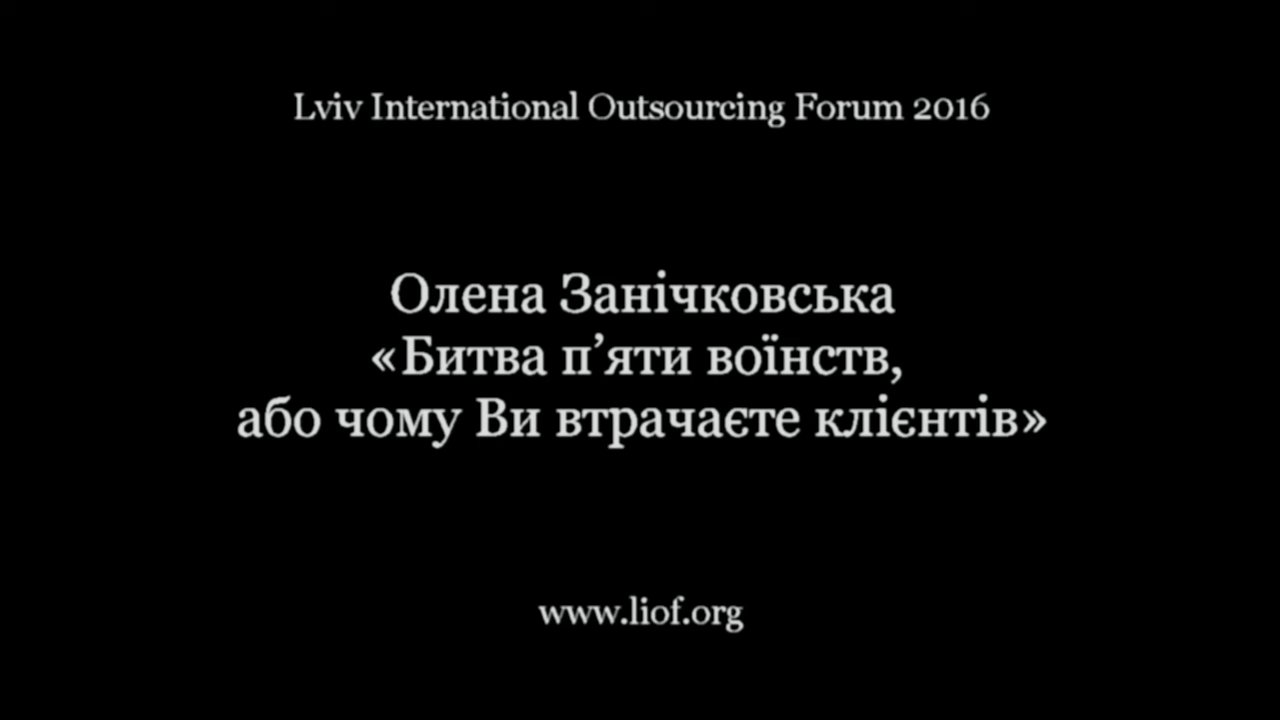 Lviv International Outsourcing Forum 2016
Олена Занічковська
«Битва п’яти воїнств,
або чому Ви втрачаєте клієнтів»
www.liof.org